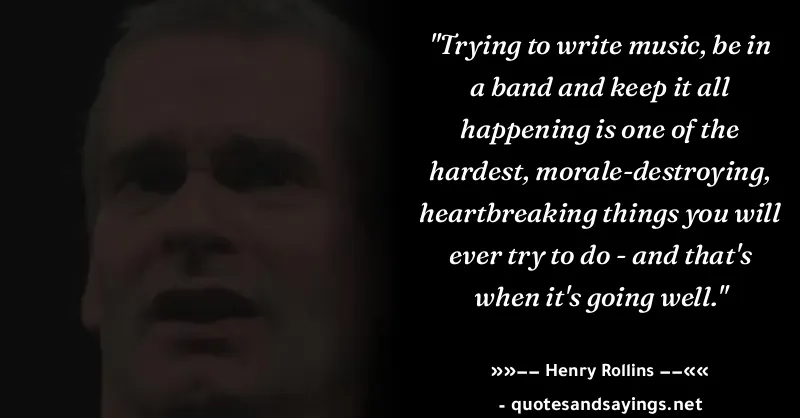 "Trying to write music, be in
a band and keep it all
happening is one of the
hardest, morale-destroying,
heartbreaking things you will
ever try to do - and that's
when it's going well."
»»−− Henry Rollins −−««
- quotesandsayings.net